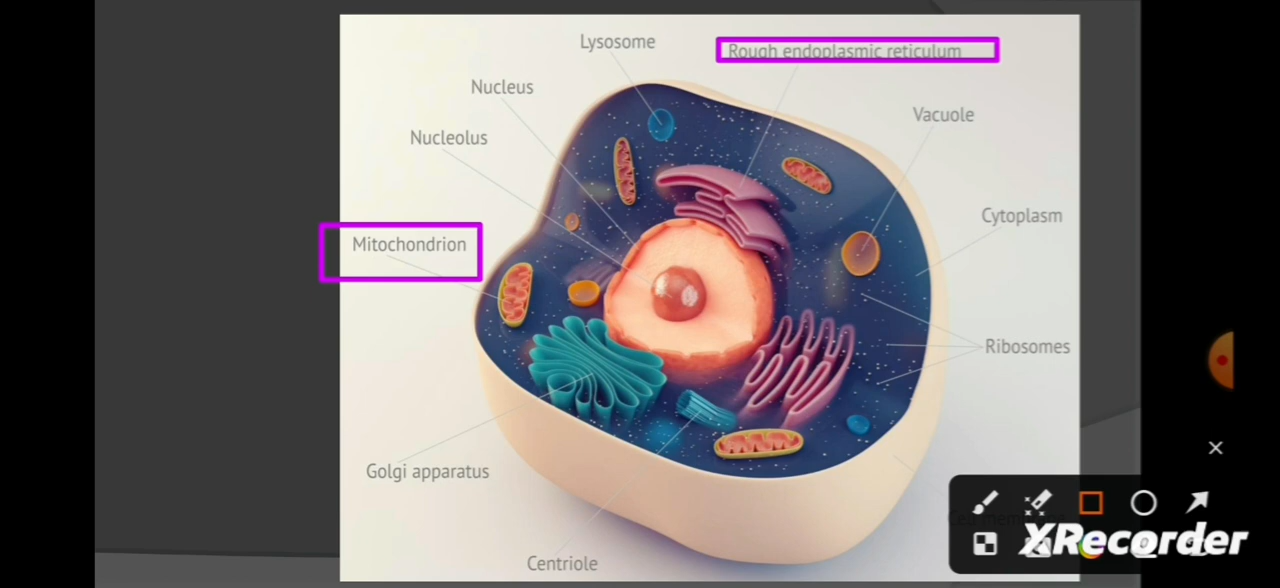 Lysosome
Rough endoplasmic reticulum
Nucleus
Vacuole
Nucleolus
Cytoplasm
Mitochondrion
Ribosomes
Golgi apparatus
XRecorder
Centriole